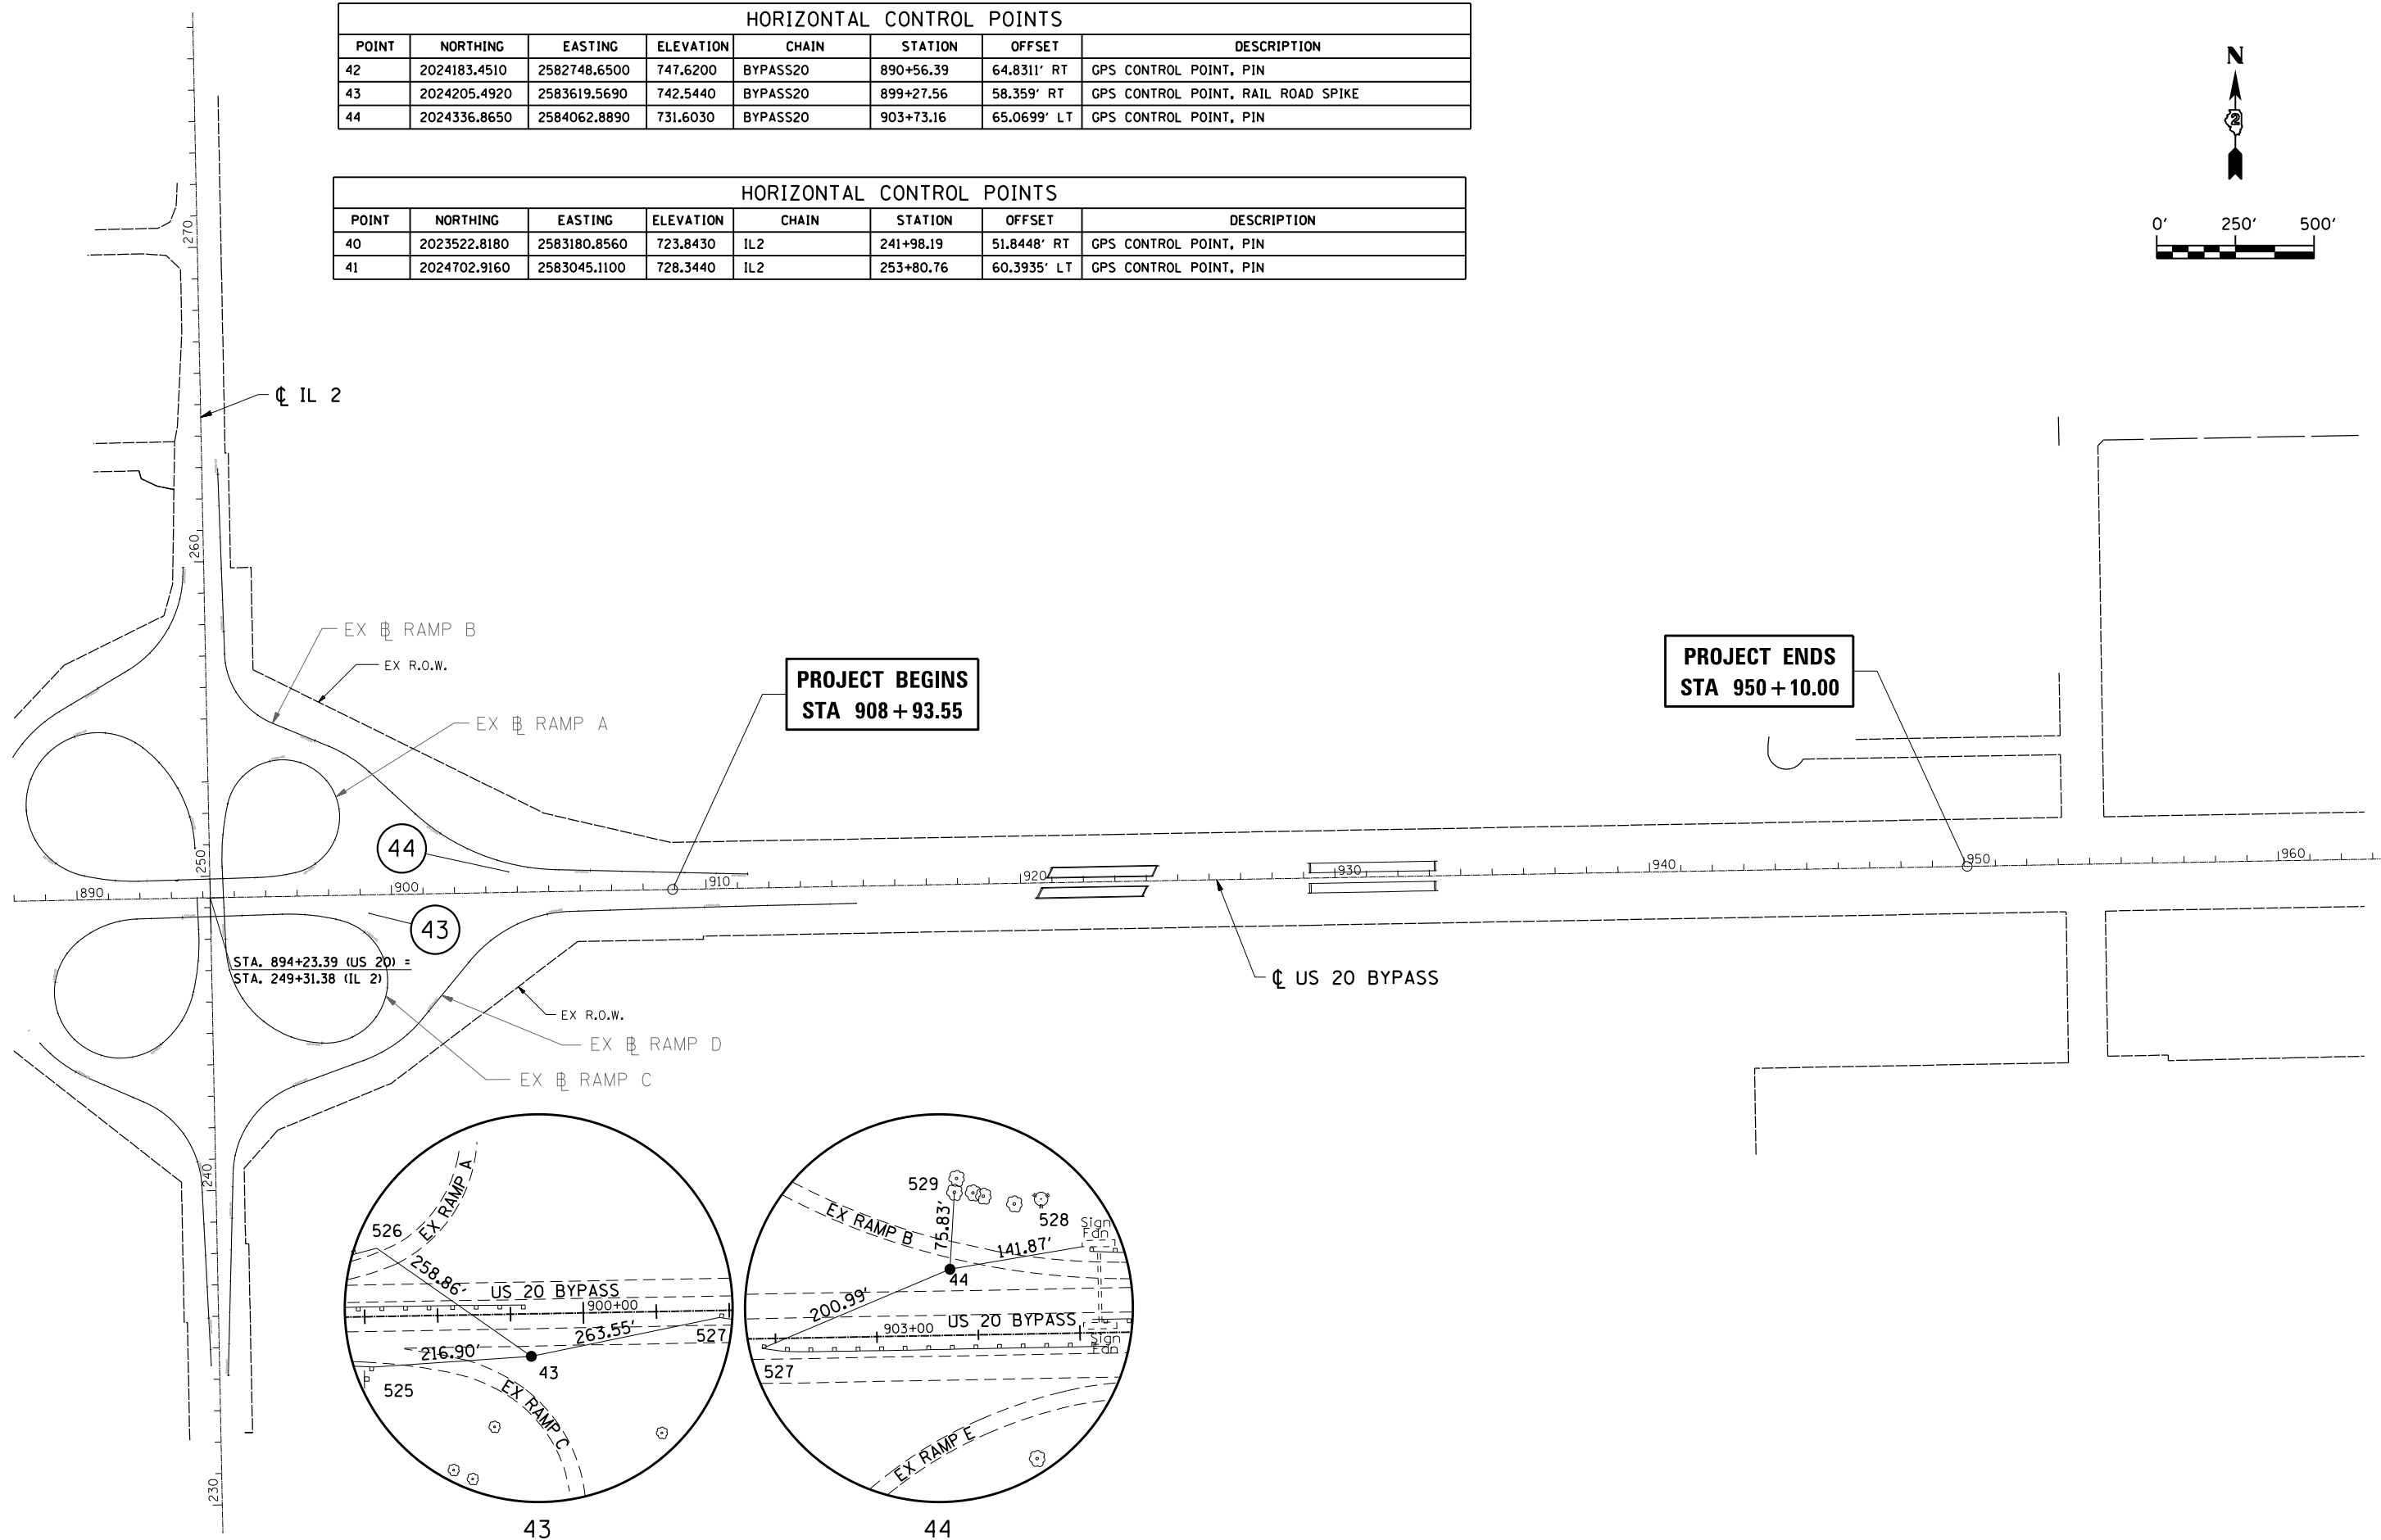 HORIZONTAL CONTROL POINTS
POINT NORTHING EASTING ELEVATION CHAIN STATION OFFSET DESCRIPTION
42 2024183.4510 2582748.6500 747.6200 BYPASS20 890+56.39 64.8311' RT GPS CONTROL POINT, PIN
43 2024205.4920 2583619.5690 742.5440 BYPASS20 899+27.56 58.359' RT GPS CONTROL POINT, RAIL ROAD SPIKE
44 2024336.8650 2584062.8890 731.6030 BYPASS20 903+73.16 65.0699' LT GPS CONTROL POINT, PIN
HORIZONTAL CONTROL POINTS
POINT NORTHING EASTING ELEVATION CHAIN STATION OFFSET DESCRIPTION
40 2023522.8180 2583180.8560 723.8430 IL2 241+98.19 51.8448' RT GPS CONTROL POINT, PIN
41 2024702.9160 2583045.1100 728.3440 IL2 253+80.76 60.3935' LT GPS CONTROL POINT, PIN
N
2
0' 250' 500'
270
℄ IL 2
260
EX ⅊ RAMP B
EX R.O.W.
EX ⅊ RAMP A
PROJECT BEGINS
STA 908+93.55
PROJECT ENDS
STA 950+10.00
44
250
890 900 910 920 930 940 950 960
43
STA. 894+23.39 (US 20) =
STA. 249+31.38 (IL 2)
℄ US 20 BYPASS
EX R.O.W.
EX ⅊ RAMP D
EX ⅊ RAMP C
240
230
EX RAMP A
526
258.86'
US 20 BYPASS
900+00
263.55'
527
216.90'
43
525
EX RAMP C
43
529
75.83'
528
Sign
Fdn
EX RAMP B
141.87'
44
200.99'
US 20 BYPASS
903+00
Sign
Fdn
527
EX RAMP E
44